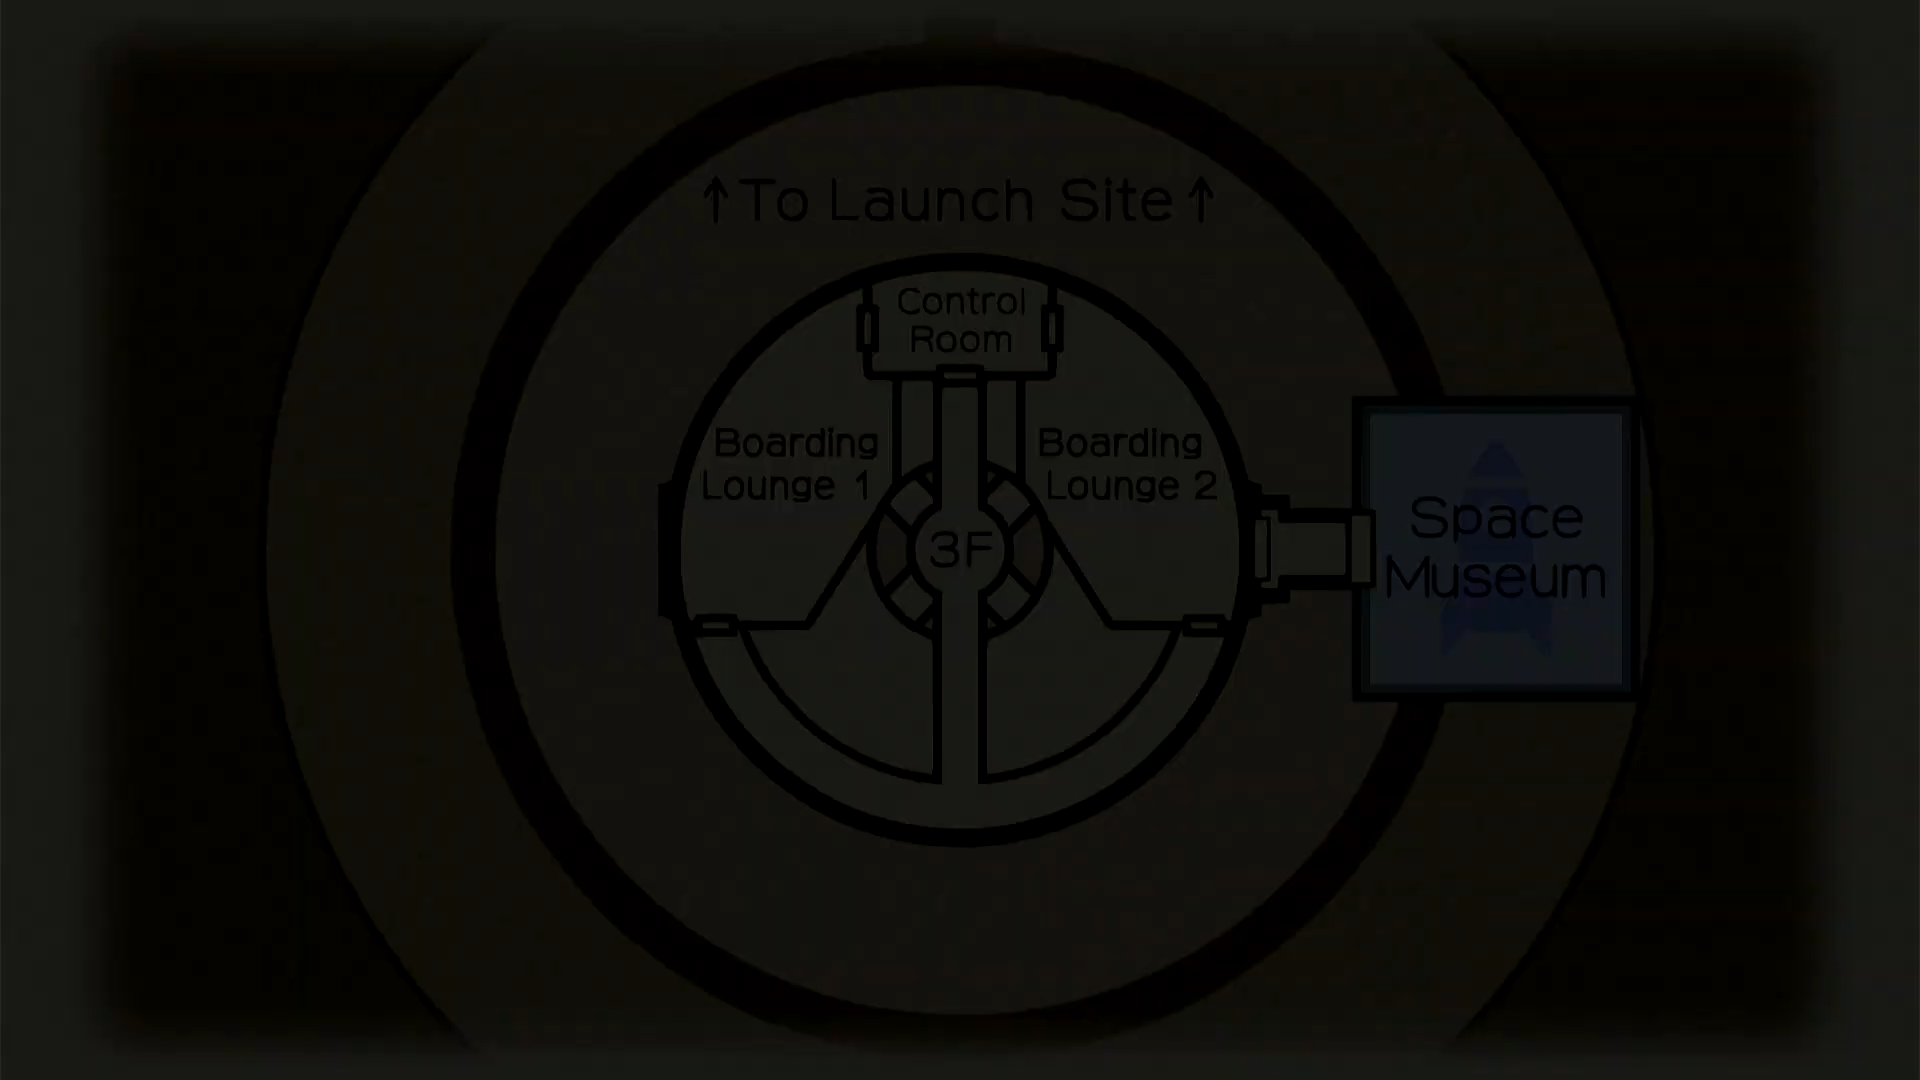 ↑To Launch Site↑
Control
Room
Boarding
Lounge 1
Boarding
Lounge 2
3F
Space
Museum